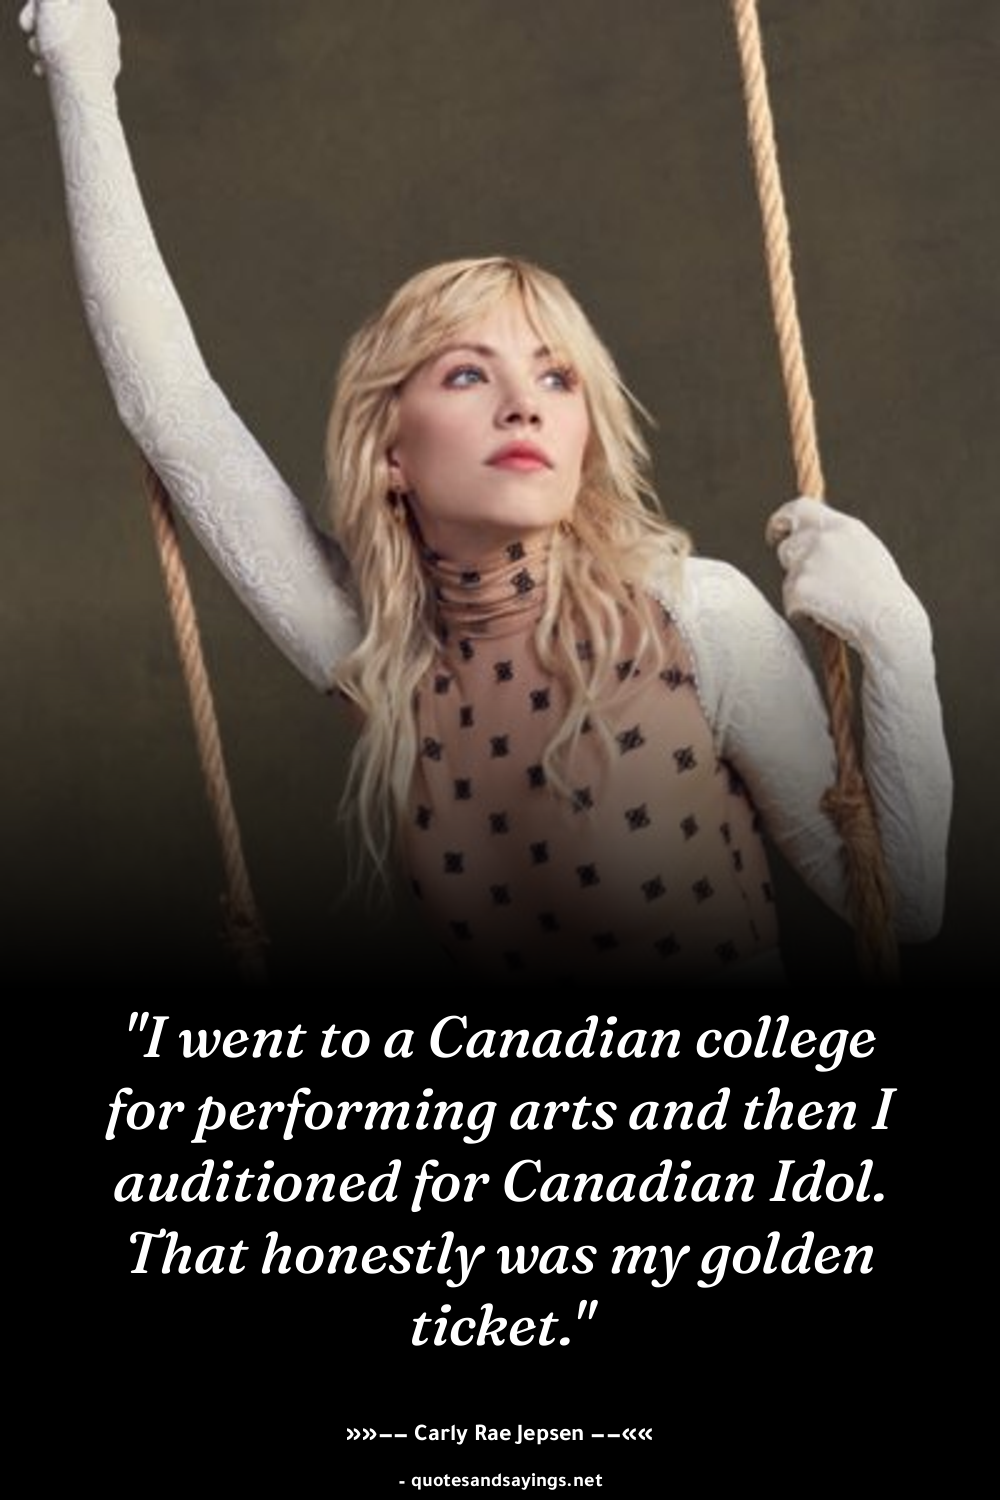 "I went to a Canadian college
for performing arts and then I
auditioned for Canadian Idol.
That honestly was my golden
ticket."
»»-- Carly Rae Jepsen --««
- quotesandsayings.net